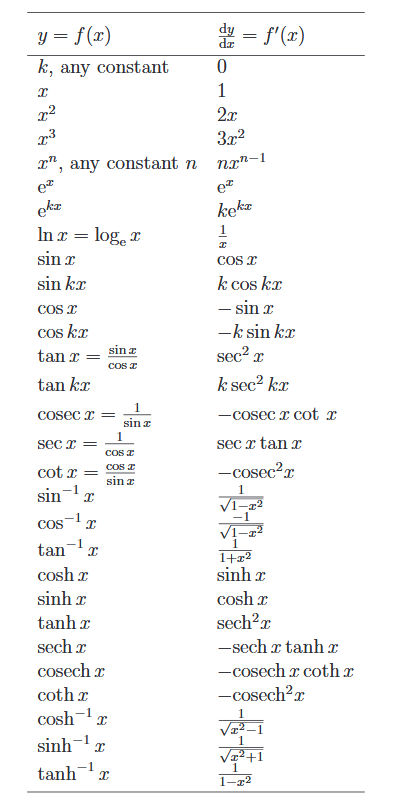 y = f(x) dy/dx = f′(x)
k, any constant 0
x 1
x² 2x
x³ 3x²
xⁿ, any constant n nxⁿ⁻¹
eˣ eˣ
e^{kx} ke^{kx}
ln x = logₑ x 1/x
sin x cos x
sin kx k cos kx
cos x − sin x
cos kx −k sin kx
tan x = sin x/cos x sec² x
tan kx k sec² kx
cosec x = 1/sin x −cosec x cot x
sec x = 1/cos x sec x tan x
cot x = cos x/sin x −cosec²x
sin⁻¹ x 1/√(1−x²)
cos⁻¹ x −1/√(1−x²)
tan⁻¹ x 1/(1+x²)
cosh x sinh x
sinh x cosh x
tanh x sech²x
sech x −sech x tanh x
cosech x −cosech x coth x
coth x −cosech²x
cosh⁻¹ x 1/√(x²−1)
sinh⁻¹ x 1/√(x²+1)
tanh⁻¹ x 1/(1−x²)